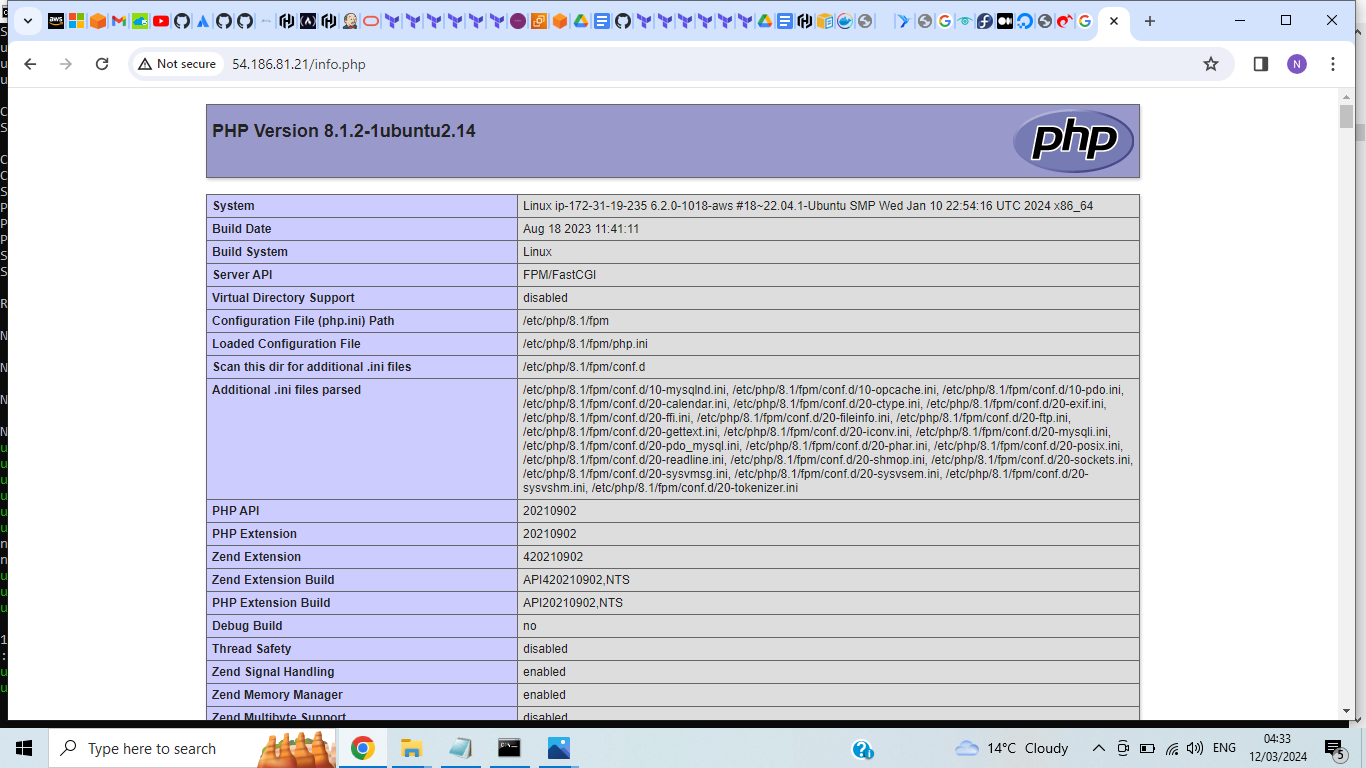 aws
Not secure
54.186.81.21/info.php
N
PHP Version 8.1.2-1ubuntu2.14
php
System Linux ip-172-31-19-235 6.2.0-1018-aws #18~22.04.1-Ubuntu SMP Wed Jan 10 22:54:16 UTC 2024 x86_64
Build Date Aug 18 2023 11:41:11
Build System Linux
Server API FPM/FastCGI
Virtual Directory Support disabled
Configuration File (php.ini) Path /etc/php/8.1/fpm
Loaded Configuration File /etc/php/8.1/fpm/php.ini
Scan this dir for additional .ini files /etc/php/8.1/fpm/conf.d
Additional .ini files parsed /etc/php/8.1/fpm/conf.d/10-mysqlnd.ini, /etc/php/8.1/fpm/conf.d/10-opcache.ini, /etc/php/8.1/fpm/conf.d/10-pdo.ini,
/etc/php/8.1/fpm/conf.d/20-calendar.ini, /etc/php/8.1/fpm/conf.d/20-ctype.ini, /etc/php/8.1/fpm/conf.d/20-exif.ini,
/etc/php/8.1/fpm/conf.d/20-ffi.ini, /etc/php/8.1/fpm/conf.d/20-fileinfo.ini, /etc/php/8.1/fpm/conf.d/20-ftp.ini,
/etc/php/8.1/fpm/conf.d/20-gettext.ini, /etc/php/8.1/fpm/conf.d/20-iconv.ini, /etc/php/8.1/fpm/conf.d/20-mysqli.ini,
/etc/php/8.1/fpm/conf.d/20-pdo_mysql.ini, /etc/php/8.1/fpm/conf.d/20-phar.ini, /etc/php/8.1/fpm/conf.d/20-posix.ini,
/etc/php/8.1/fpm/conf.d/20-readline.ini, /etc/php/8.1/fpm/conf.d/20-shmop.ini, /etc/php/8.1/fpm/conf.d/20-sockets.ini,
/etc/php/8.1/fpm/conf.d/20-sysvmsg.ini, /etc/php/8.1/fpm/conf.d/20-sysvsem.ini, /etc/php/8.1/fpm/conf.d/20-
sysvshm.ini, /etc/php/8.1/fpm/conf.d/20-tokenizer.ini
PHP API 20210902
PHP Extension 20210902
Zend Extension 420210902
Zend Extension Build API420210902,NTS
PHP Extension Build API20210902,NTS
Debug Build no
Thread Safety disabled
Zend Signal Handling enabled
Zend Memory Manager enabled
Zend Multibyte Support disabled
Type here to search
14°C Cloudy
ENG
04:33
12/03/2024
5